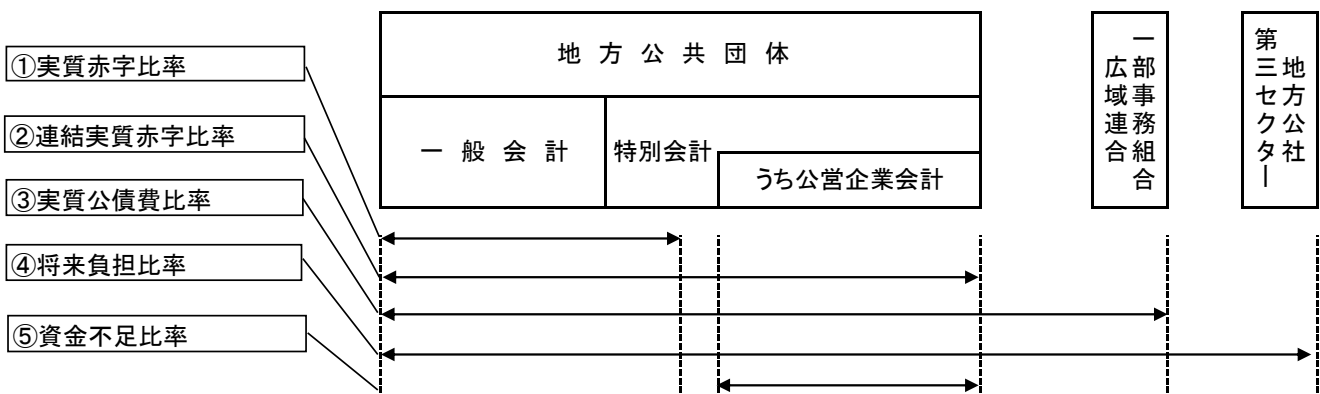 ①実質赤字比率
②連結実質赤字比率
③実質公債費比率
④将来負担比率
⑤資金不足比率
地方公共団体
一般会計
特別会計
うち公営企業会計
一部事務組合
広域連合
地方公社
第三セクター